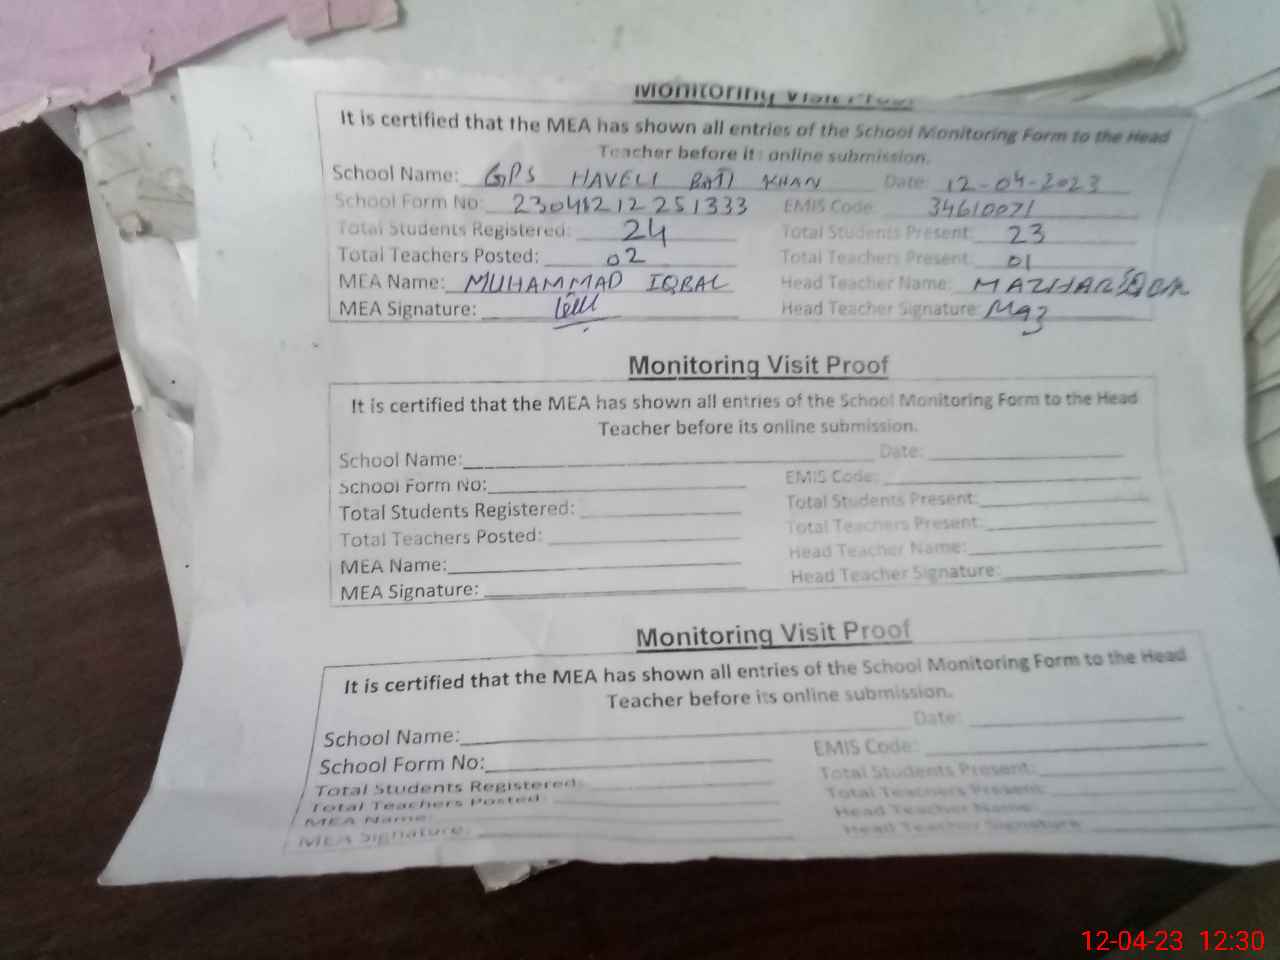 Monitoring Visit Proof
It is certified that the MEA has shown all entries of the School Monitoring Form to the Head
Teacher before its online submission.
School Name: GPS HAVELI KHAN Date: 12-04-2023
School Form No: 23041212251333 EMIS Code: 34610071
Total Students Registered: 24 Total Students Present: 23
Total Teachers Posted: 02 Total Teachers Present: 01
MEA Name: MUHAMMAD IQBAL Head Teacher Name: MAZHAR IQBAL
MEA Signature: Head Teacher Signature: Maz
Monitoring Visit Proof
It is certified that the MEA has shown all entries of the School Monitoring Form to the Head
Teacher before its online submission.
School Name: Date:
School Form No: EMIS Code:
Total Students Registered: Total Students Present:
Total Teachers Posted: Total Teachers Present:
MEA Name: Head Teacher Name:
MEA Signature: Head Teacher Signature:
Monitoring Visit Proof
It is certified that the MEA has shown all entries of the School Monitoring Form to the Head
Teacher before its online submission.
School Name: Date:
School Form No: EMIS Code:
Total Students Registered: Total Students Present:
Total Teachers Posted: Total Teachers Present:
MEA Name: Head Teacher Name:
MEA Signature: Head Teacher Signature:
12-04-23 12:30